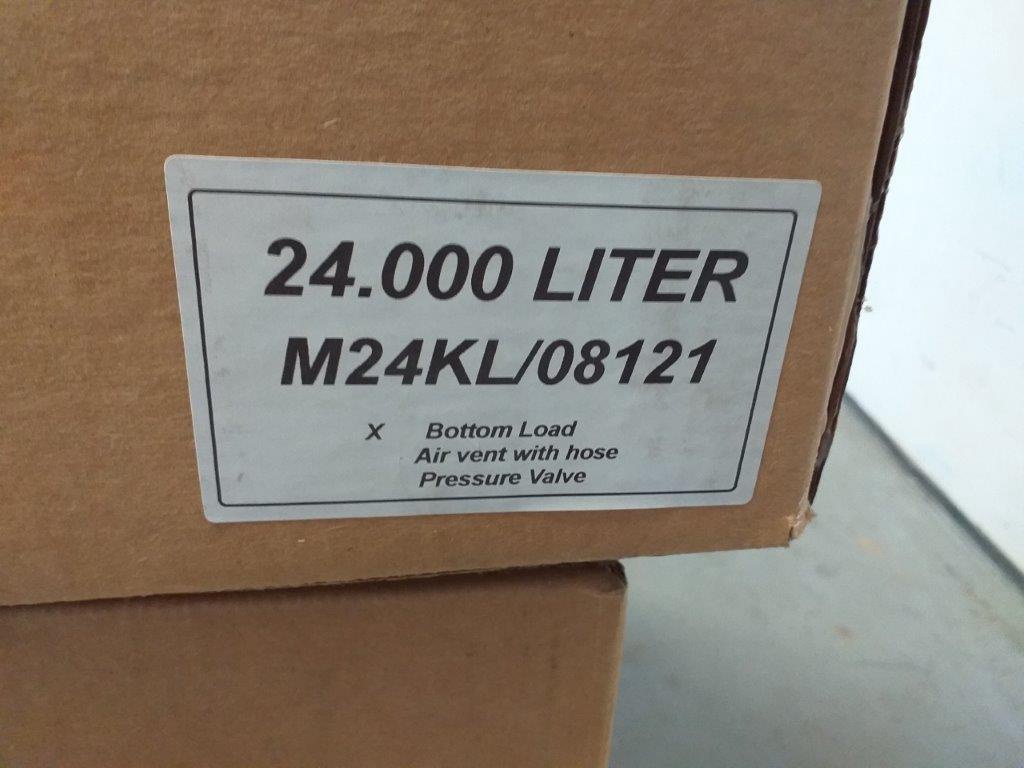 24.000 LITER
M24KL/08121
X Bottom Load
Air vent with hose
Pressure Valve